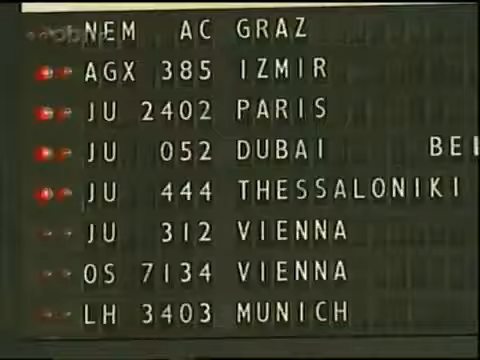 NEM AC GRAZ
AGX 385 IZMIR
JU 2402 PARIS
JU 052 DUBAI BEI
JU 444 THESSALONIKI
JU 312 VIENNA
OS 7134 VIENNA
LH 3403 MUNICH